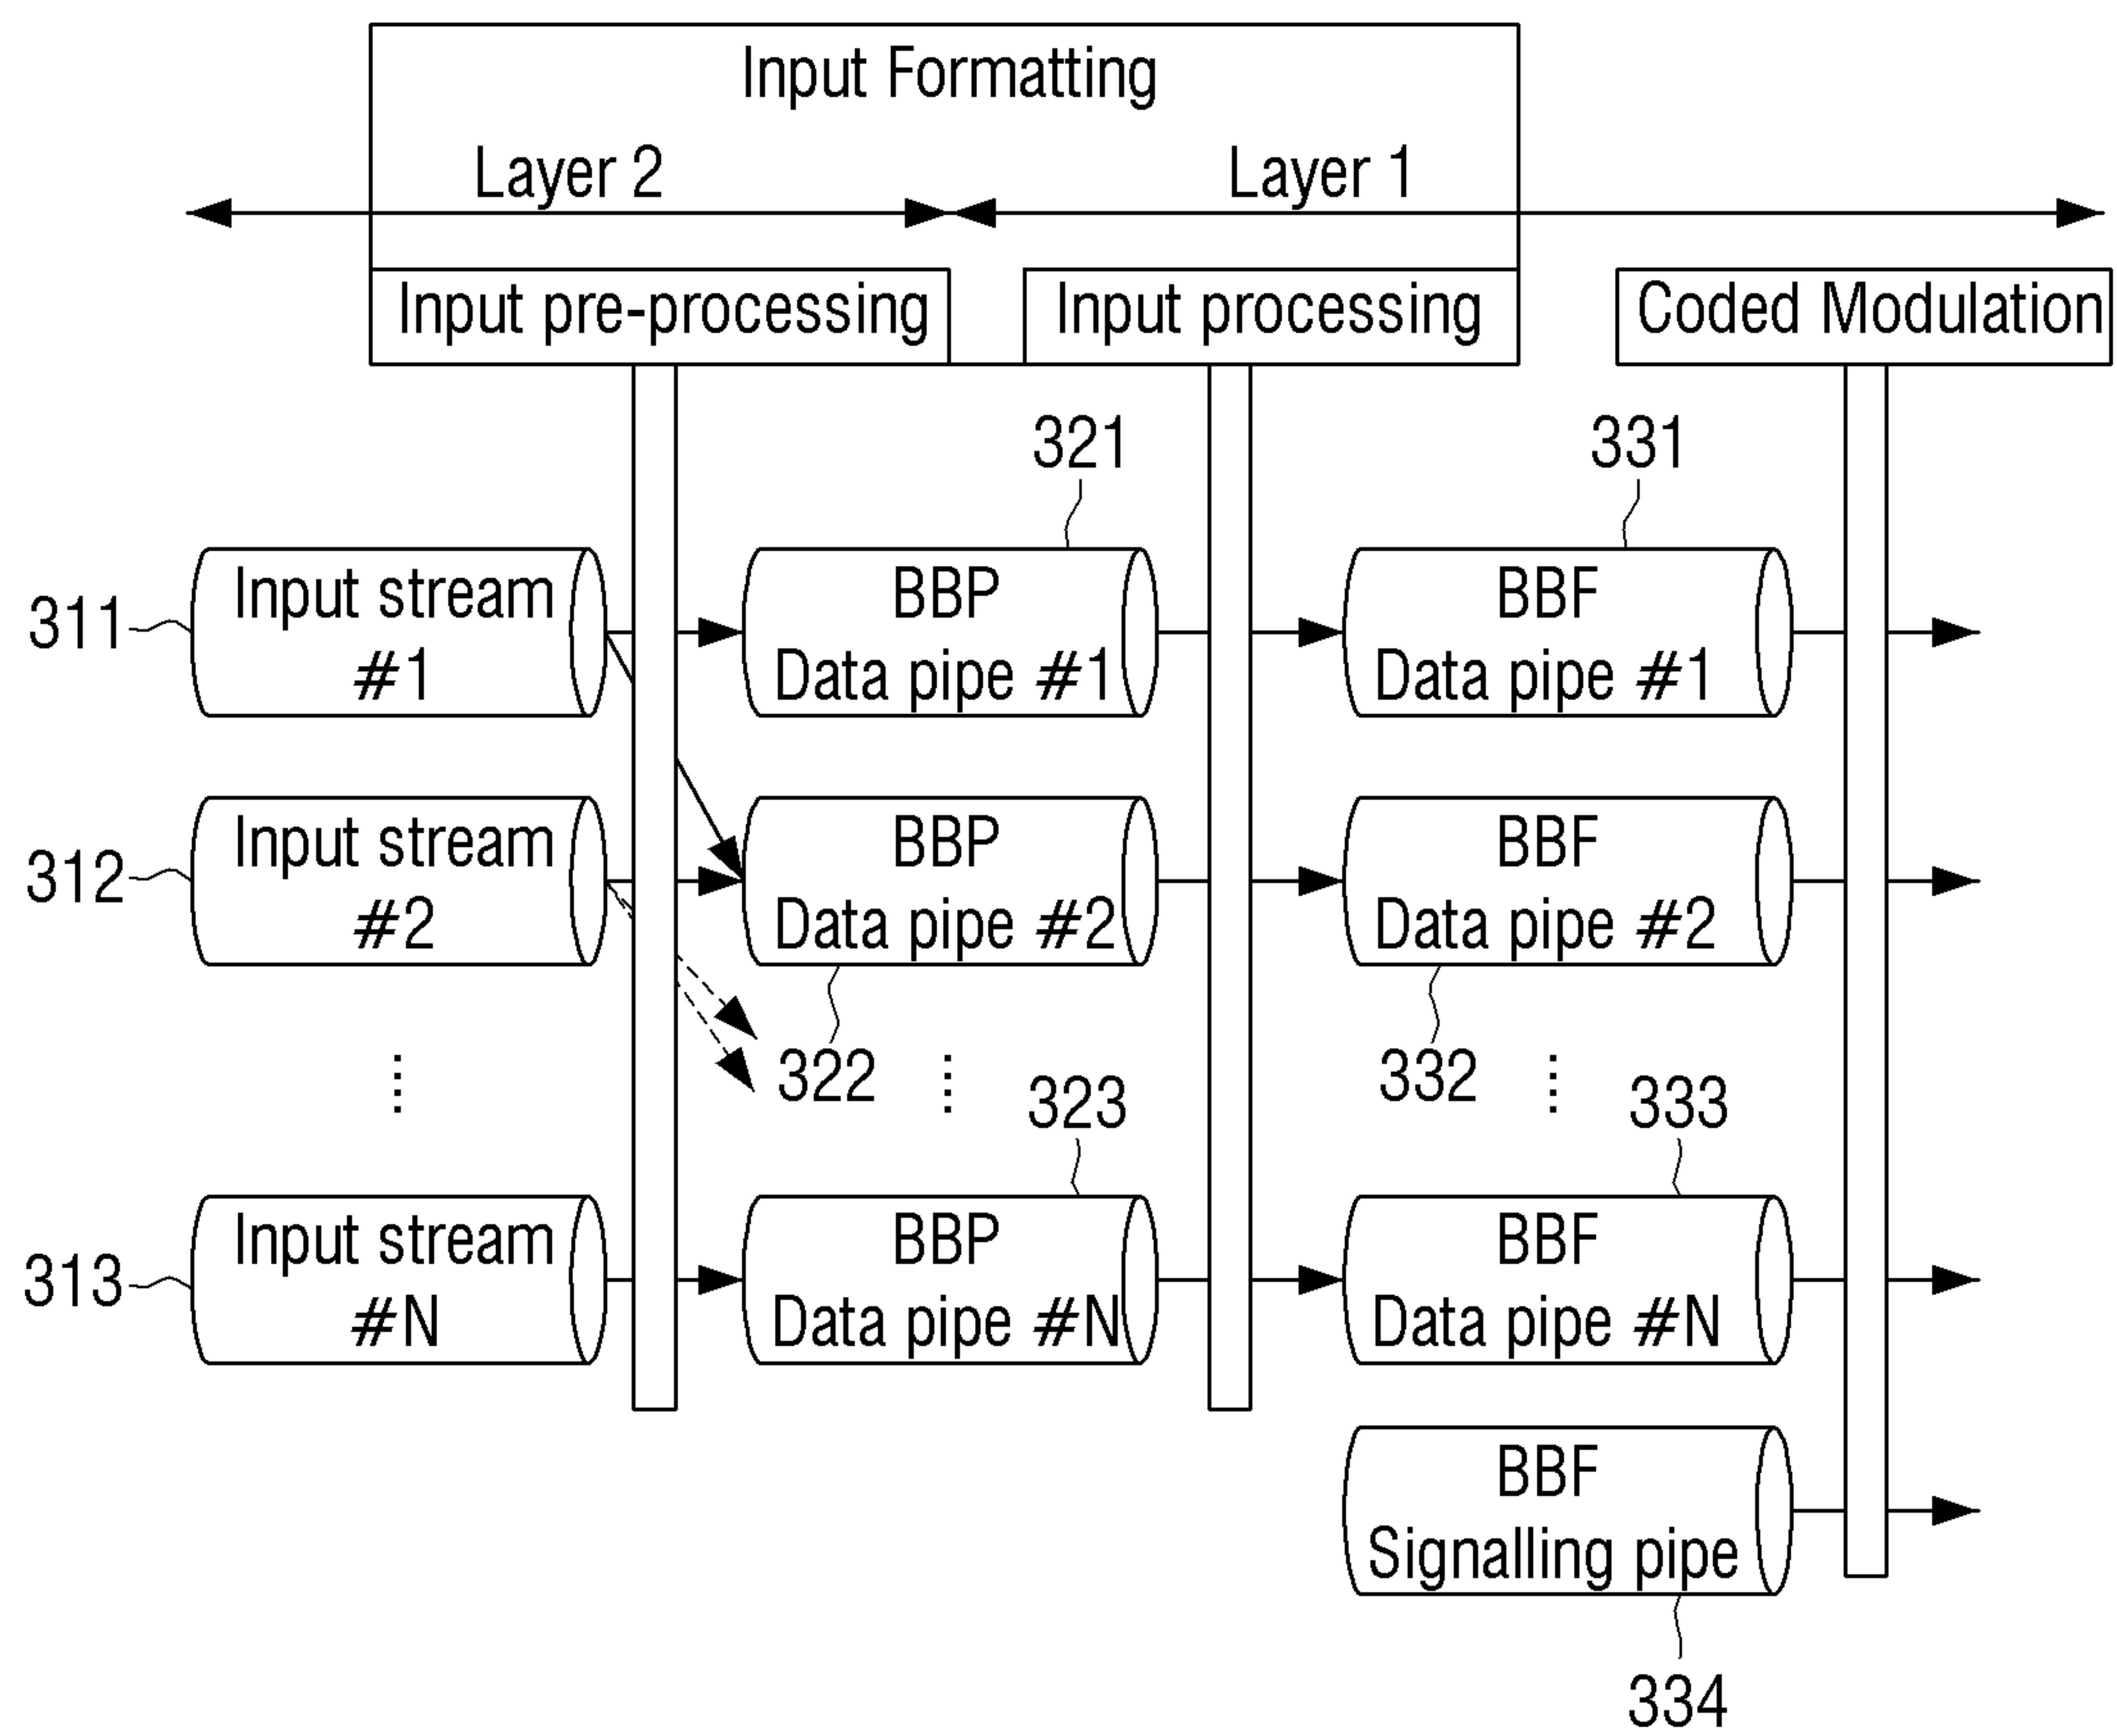 Input Formatting
Layer 2
Layer 1
Input pre-processing
Input processing
Coded Modulation
321
331
311
Input stream
#1
BBP
Data pipe #1
BBF
Data pipe #1
312
Input stream
#2
BBP
Data pipe #2
BBF
Data pipe #2
322
323
332
333
313
Input stream
#N
BBP
Data pipe #N
BBF
Data pipe #N
BBF
Signalling pipe
334